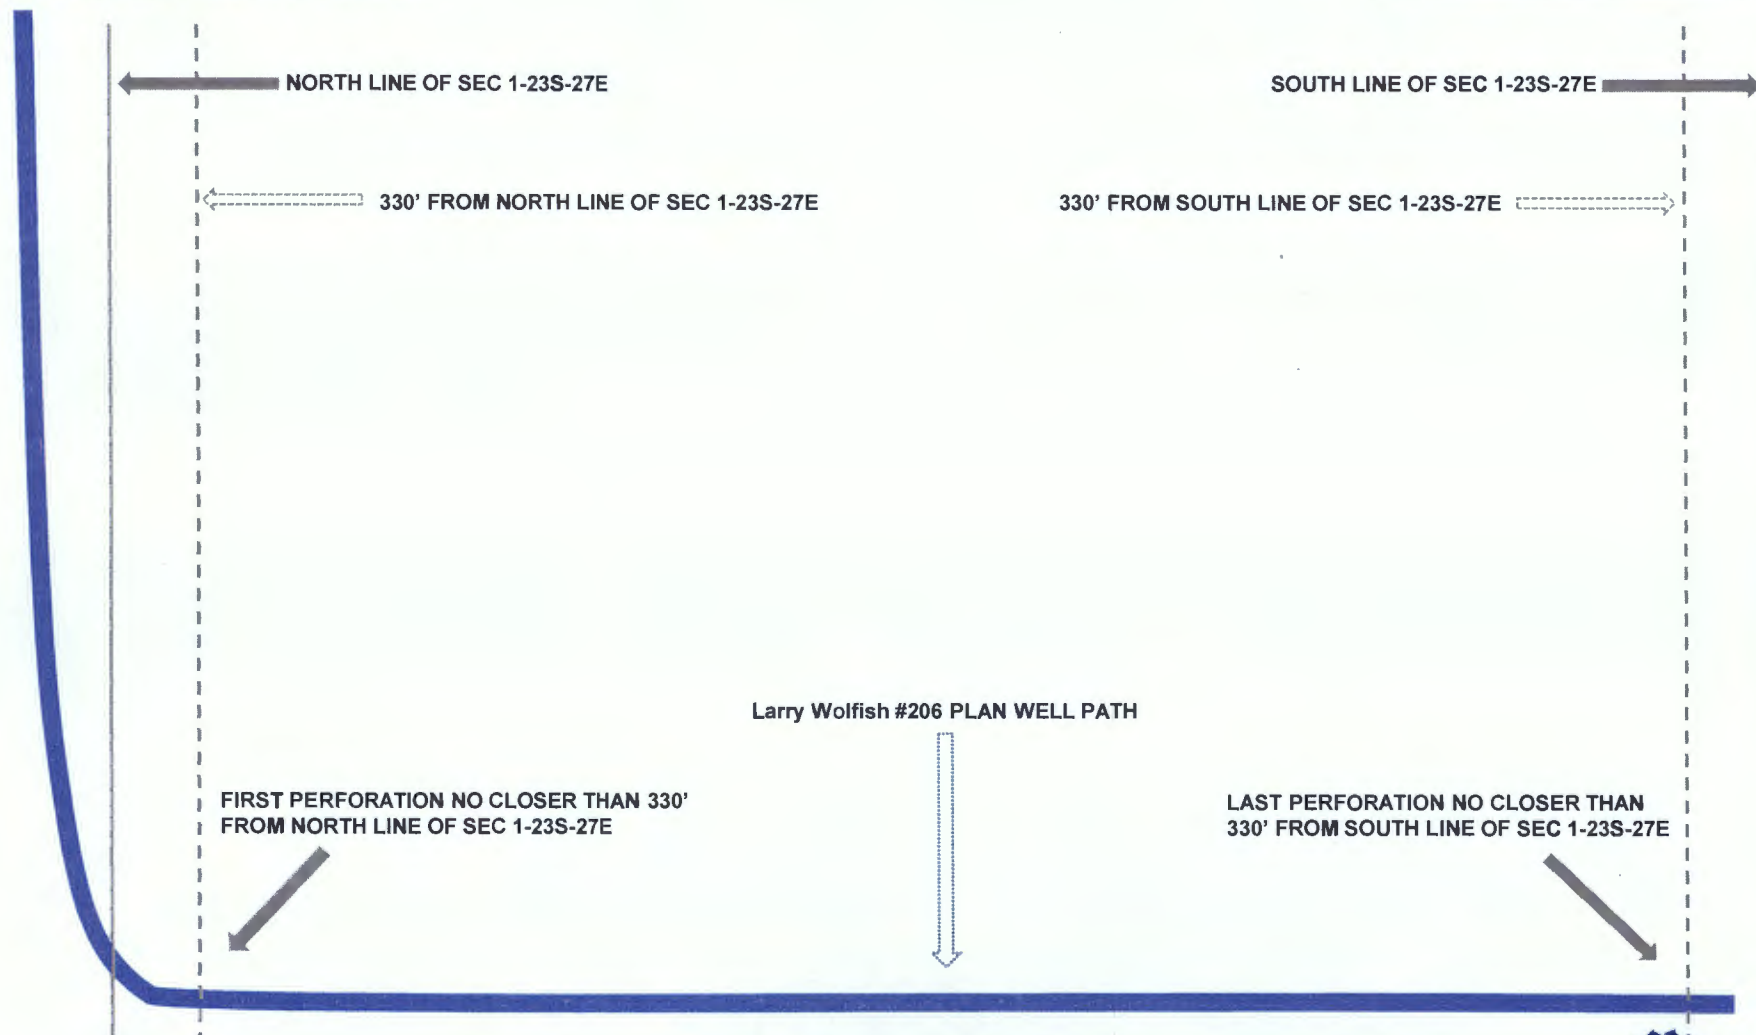 NORTH LINE OF SEC 1-23S-27E
SOUTH LINE OF SEC 1-23S-27E
330' FROM NORTH LINE OF SEC 1-23S-27E
330' FROM SOUTH LINE OF SEC 1-23S-27E
Larry Wolfish #206 PLAN WELL PATH
FIRST PERFORATION NO CLOSER THAN 330'
FROM NORTH LINE OF SEC 1-23S-27E
LAST PERFORATION NO CLOSER THAN
330' FROM SOUTH LINE OF SEC 1-23S-27E